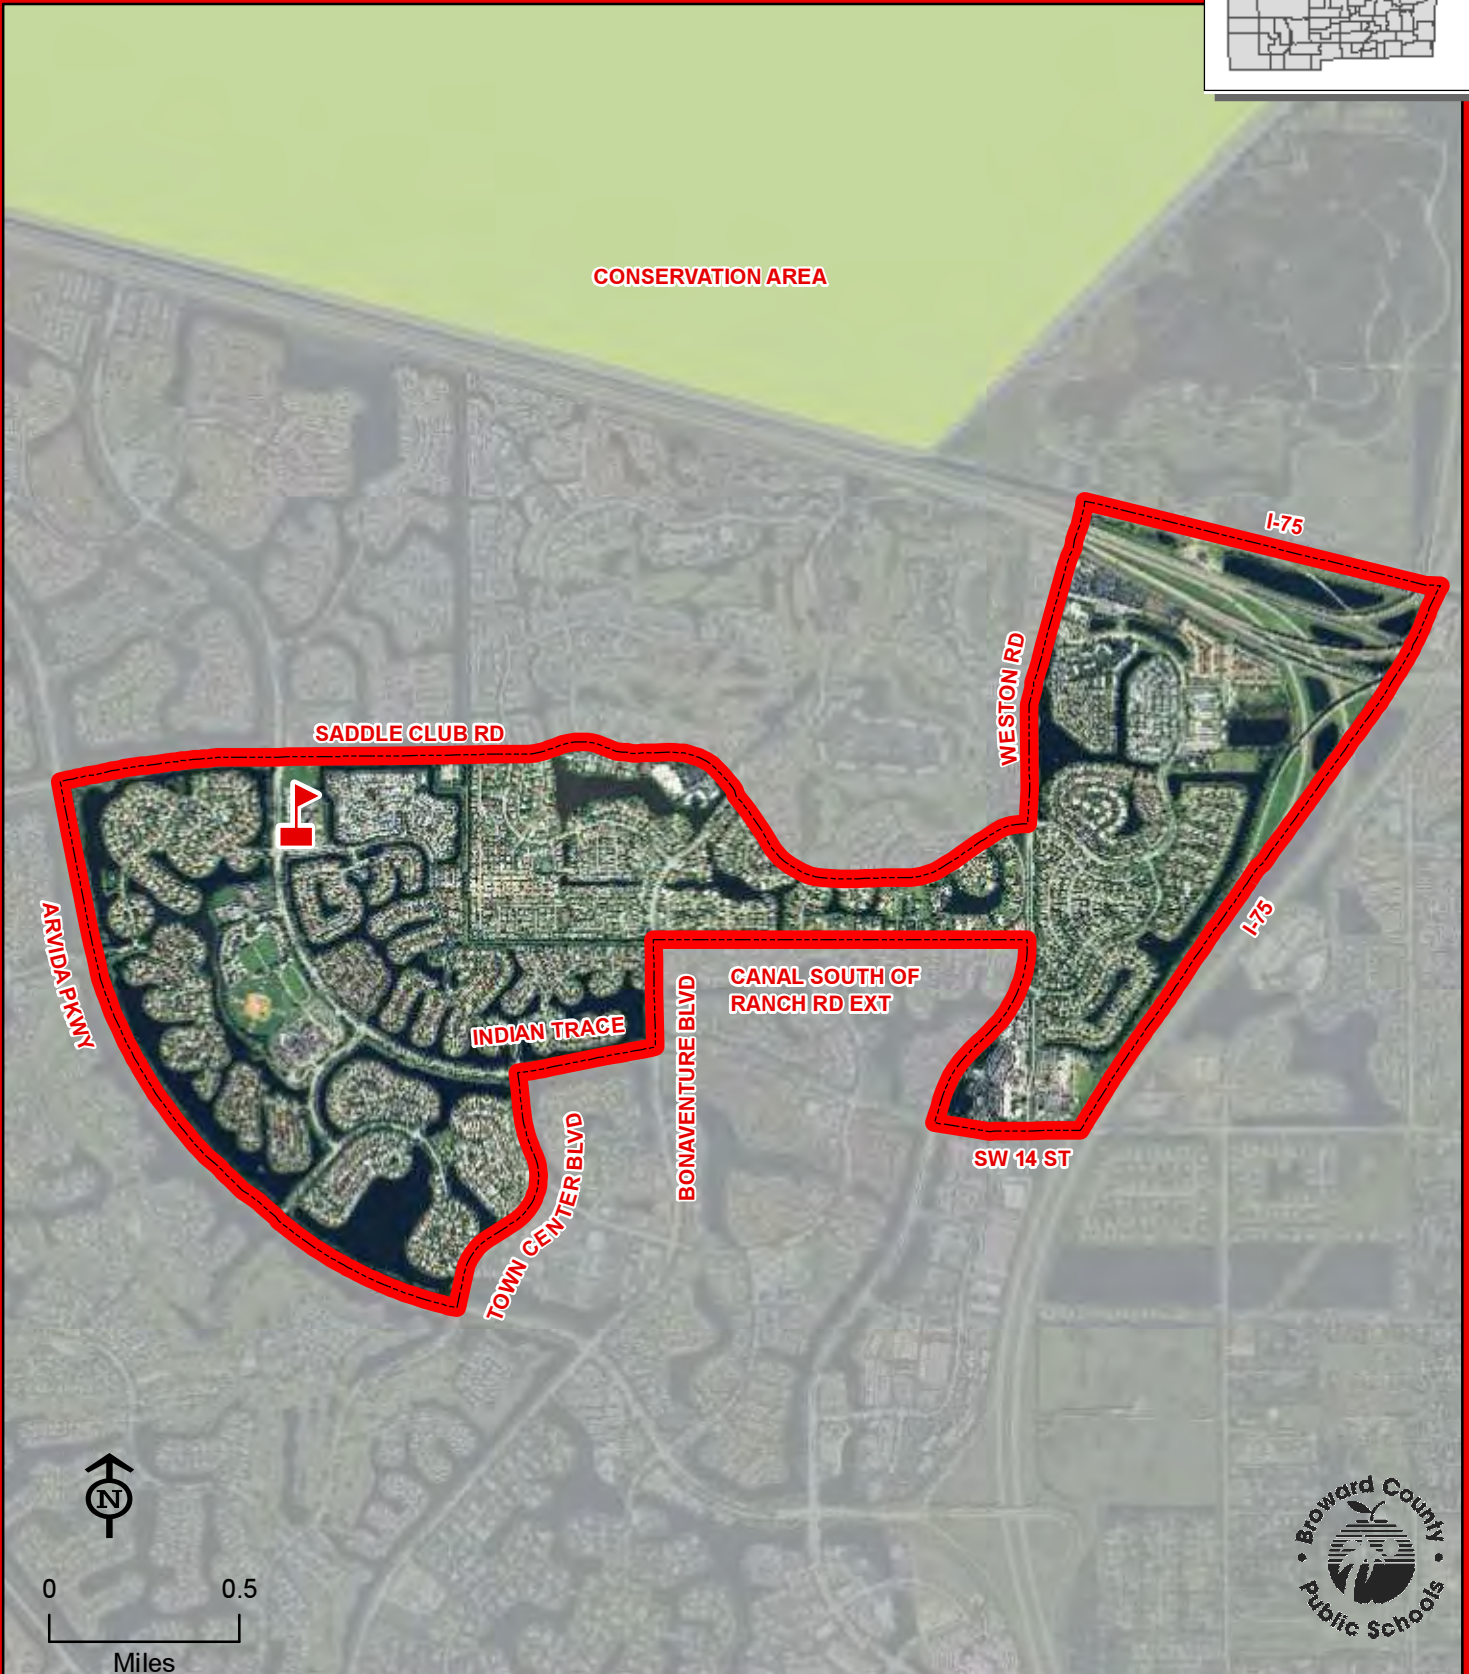 CONSERVATION AREA
I-75
WESTON RD
SADDLE CLUB RD
I-75
ARVIDA PKWY
CANAL SOUTH OF
RANCH RD EXT
INDIAN TRACE
BONAVENTURE BLVD
TOWN CENTER BLVD
SW 14 ST
N
0 0.5
Miles
Broward County
Public Schools